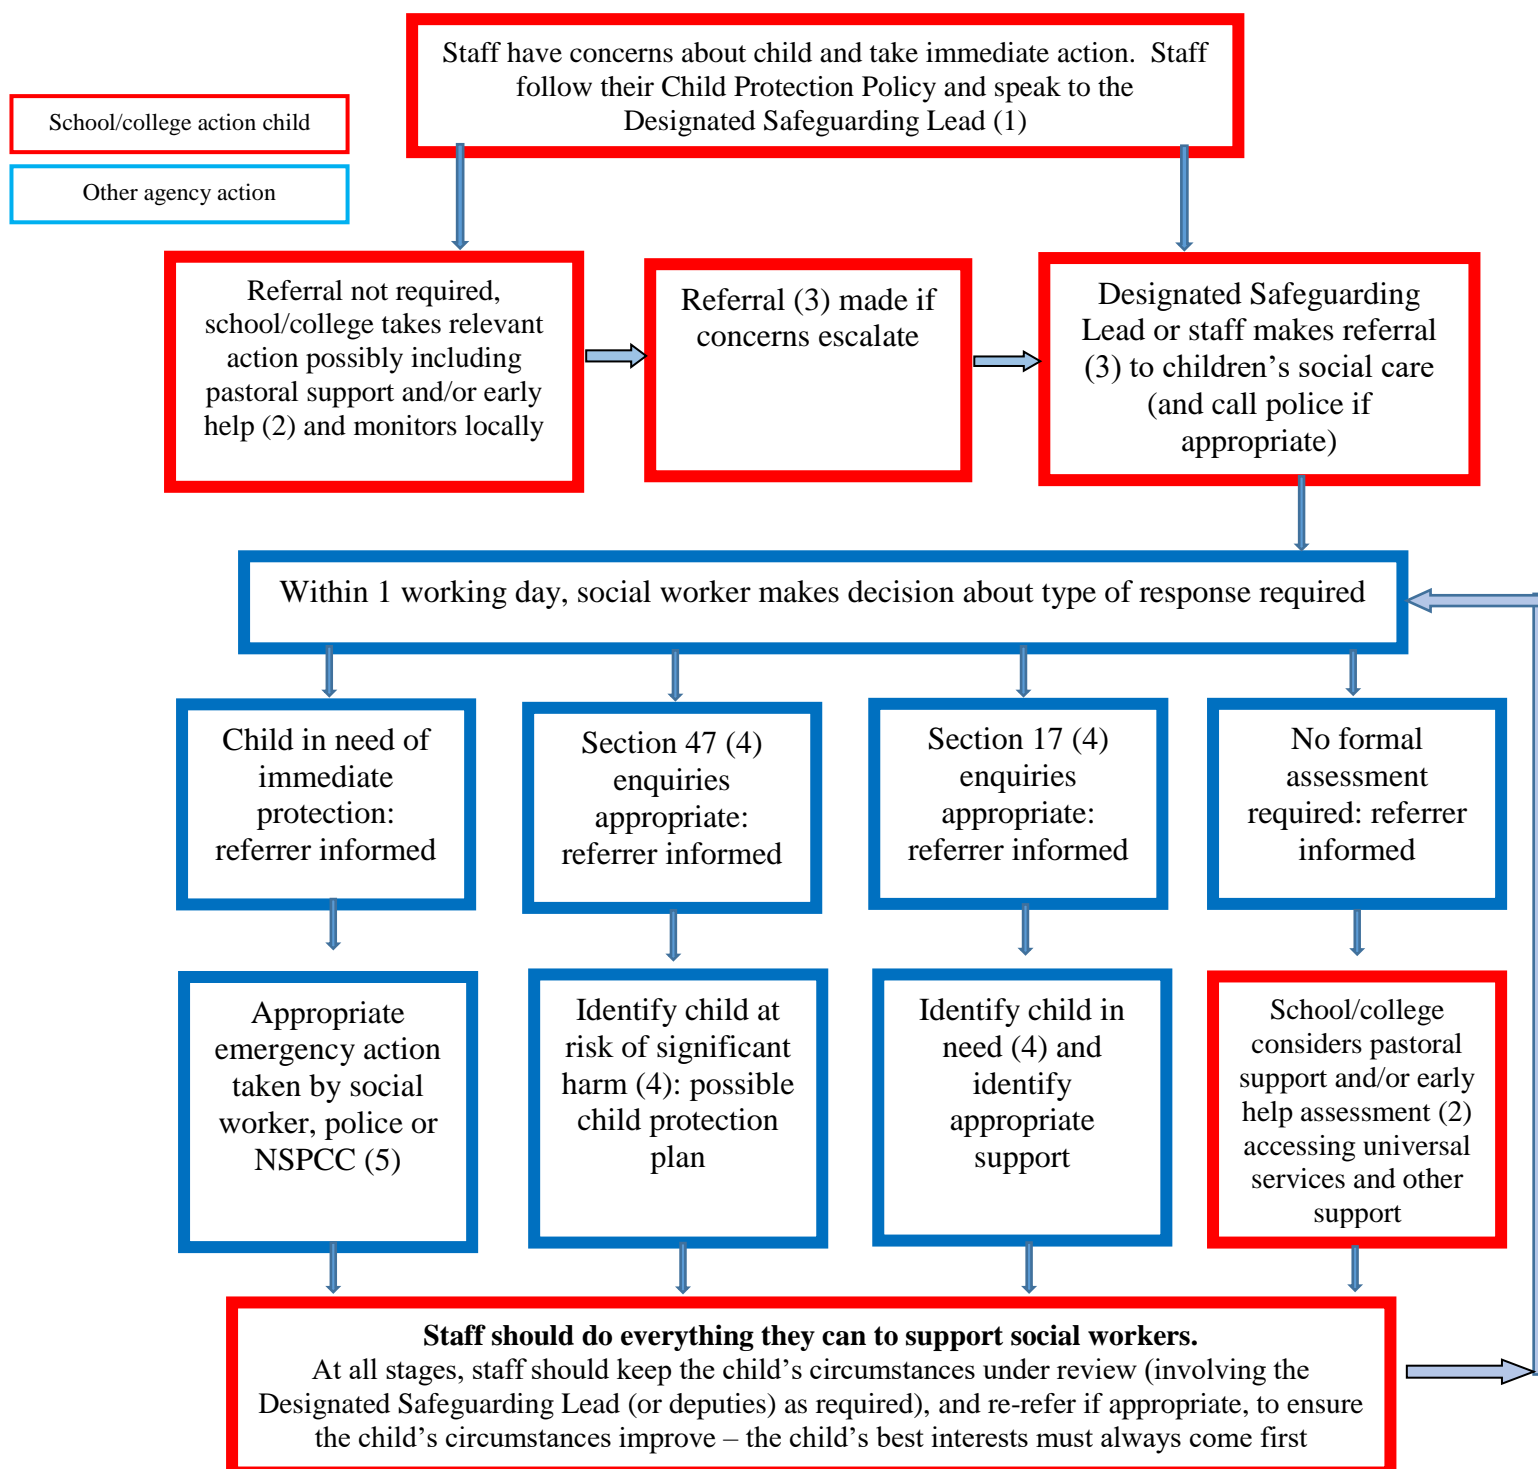 Staff have concerns about child and take immediate action.  Staff
follow their Child Protection Policy and speak to the
Designated Safeguarding Lead (1)
School/college action child
Other agency action
Referral not required,
school/college takes relevant
action possibly including
pastoral support and/or early
help (2) and monitors locally
Referral (3) made if
concerns escalate
Designated Safeguarding
Lead or staff makes referral
(3) to children’s social care
(and call police if
appropriate)
Within 1 working day, social worker makes decision about type of response required
Child in need of
immediate
protection:
referrer informed
Section 47 (4)
enquiries
appropriate:
referrer informed
Section 17 (4)
enquiries
appropriate:
referrer informed
No formal
assessment
required: referrer
informed
Appropriate
emergency action
taken by social
worker, police or
NSPCC (5)
Identify child at
risk of significant
harm (4): possible
child protection
plan
Identify child in
need (4) and
identify
appropriate
support
School/college
considers pastoral
support and/or early
help assessment (2)
accessing universal
services and other
support
Staff should do everything they can to support social workers.
At all stages, staff should keep the child’s circumstances under review (involving the
Designated Safeguarding Lead (or deputies) as required), and re-refer if appropriate, to ensure
the child’s circumstances improve – the child’s best interests must always come first